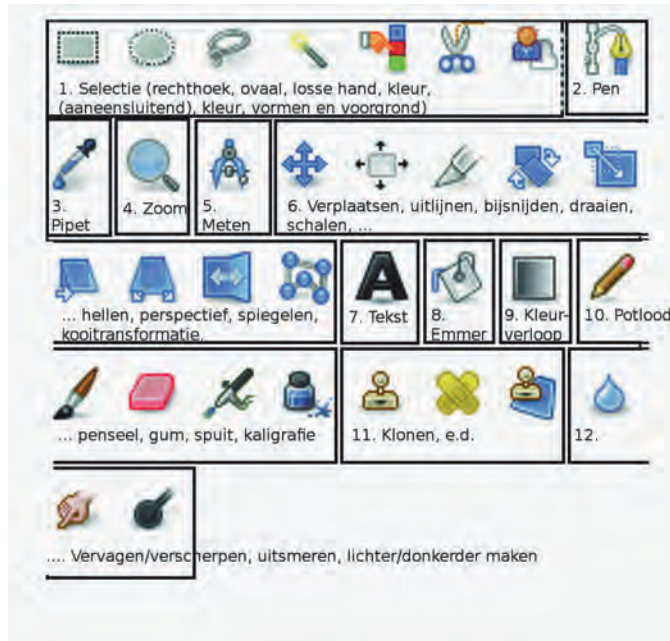 1. Selectie (rechthoek, ovaal, losse hand, kleur,
(aaneensluitend), kleur, vormen en voorgrond)
2. Pen
3.
Pipet
4. Zoom
5.
Meten
6. Verplaatsen, uitlijnen, bijsnijden, draaien,
schalen, ...
... hellen, perspectief, spiegelen,
kooitransformatie.
7. Tekst
8.
Emmer
9. Kleur-
verloop
10. Potlood
... penseel, gum, spuit, kaligrafie
11. Klonen, e.d.
12.
.... Vervagen/verscherpen, uitsmeren, lichter/donkerder maken